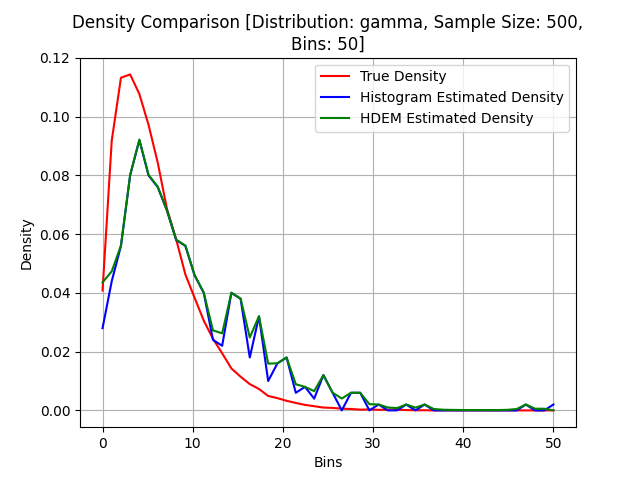 Density Comparison [Distribution: gamma, Sample Size: 500,
Bins: 50]
0.12
0.10
0.08
0.06
0.04
0.02
0.00
Density
True Density
Histogram Estimated Density
HDEM Estimated Density
0 10 20 30 40 50
Bins